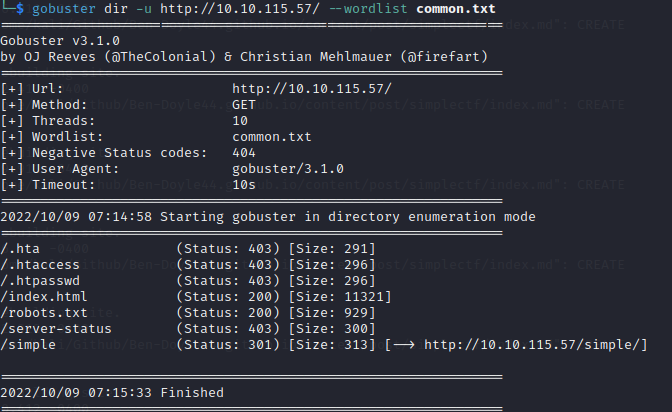 └─$ gobuster dir -u http://10.10.115.57/ --wordlist common.txt
===============================================================
Gobuster v3.1.0
by OJ Reeves (@TheColonial) & Christian Mehlmauer (@firefart)
===============================================================
[+] Url:                     http://10.10.115.57/
[+] Method:                  GET
[+] Threads:                 10
[+] Wordlist:                common.txt
[+] Negative Status codes:   404
[+] User Agent:              gobuster/3.1.0
[+] Timeout:                 10s
===============================================================
2022/10/09 07:14:58 Starting gobuster in directory enumeration mode
===============================================================
/.hta                 (Status: 403) [Size: 291]
/.htaccess            (Status: 403) [Size: 296]
/.htpasswd            (Status: 403) [Size: 296]
/index.html           (Status: 200) [Size: 11321]
/robots.txt           (Status: 200) [Size: 929]
/server-status        (Status: 403) [Size: 300]
/simple               (Status: 301) [Size: 313] [--> http://10.10.115.57/simple/]
===============================================================
2022/10/09 07:15:33 Finished
===============================================================